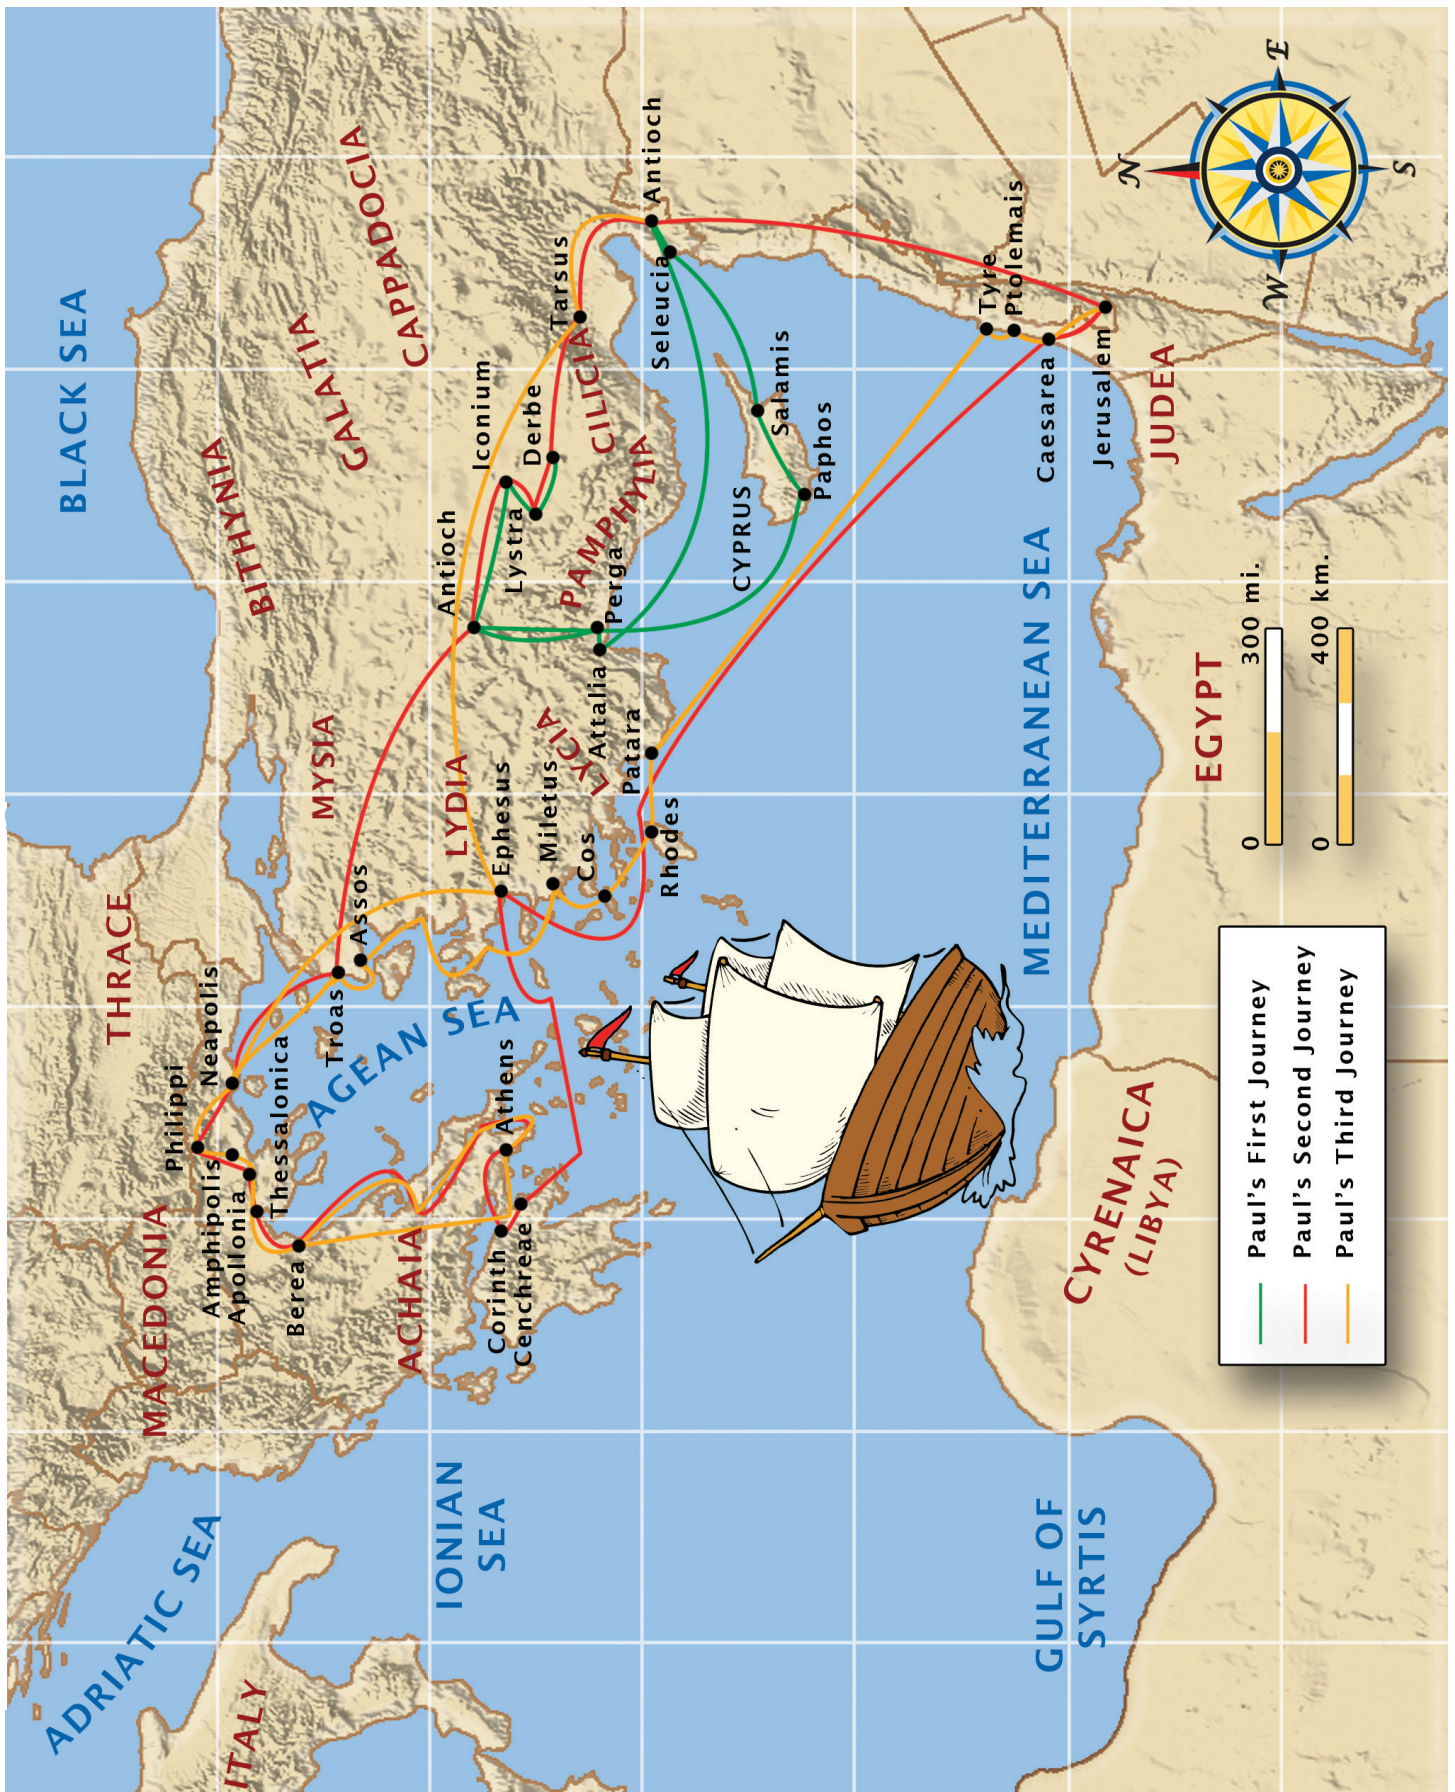 ADRIATIC SEA
ITALY
IONIAN
SEA
GULF OF
SYRTIS
MACEDONIA
ACHAIA
THRACE
Philippi
Neapolis
Amphipolis
Apollonia
Thessalonica
Berea
Athens
Corinth
Cenchreae
AGEAN SEA
Troas
Assos
MYSIA
LYDIA
Ephesus
Miletus
Cos
LYCIA
Patara
Rhodes
Attalia
Perga
PAMPHYLIA
BLACK SEA
BITHYNIA
GALATIA
CAPPADOCIA
Antioch
Iconium
Lystra
Derbe
CILICIA
Tarsus
Antioch
Seleucia
CYPRUS
Salamis
Paphos
MEDITERRANEAN SEA
Tyre
Ptolemais
Caesarea
Jerusalem
JUDEA
EGYPT
CYRENAICA
(LIBYA)
Paul's First Journey
Paul's Second Journey
Paul's Third Journey
0 300 mi.
0 400 km.
N
E
S
W